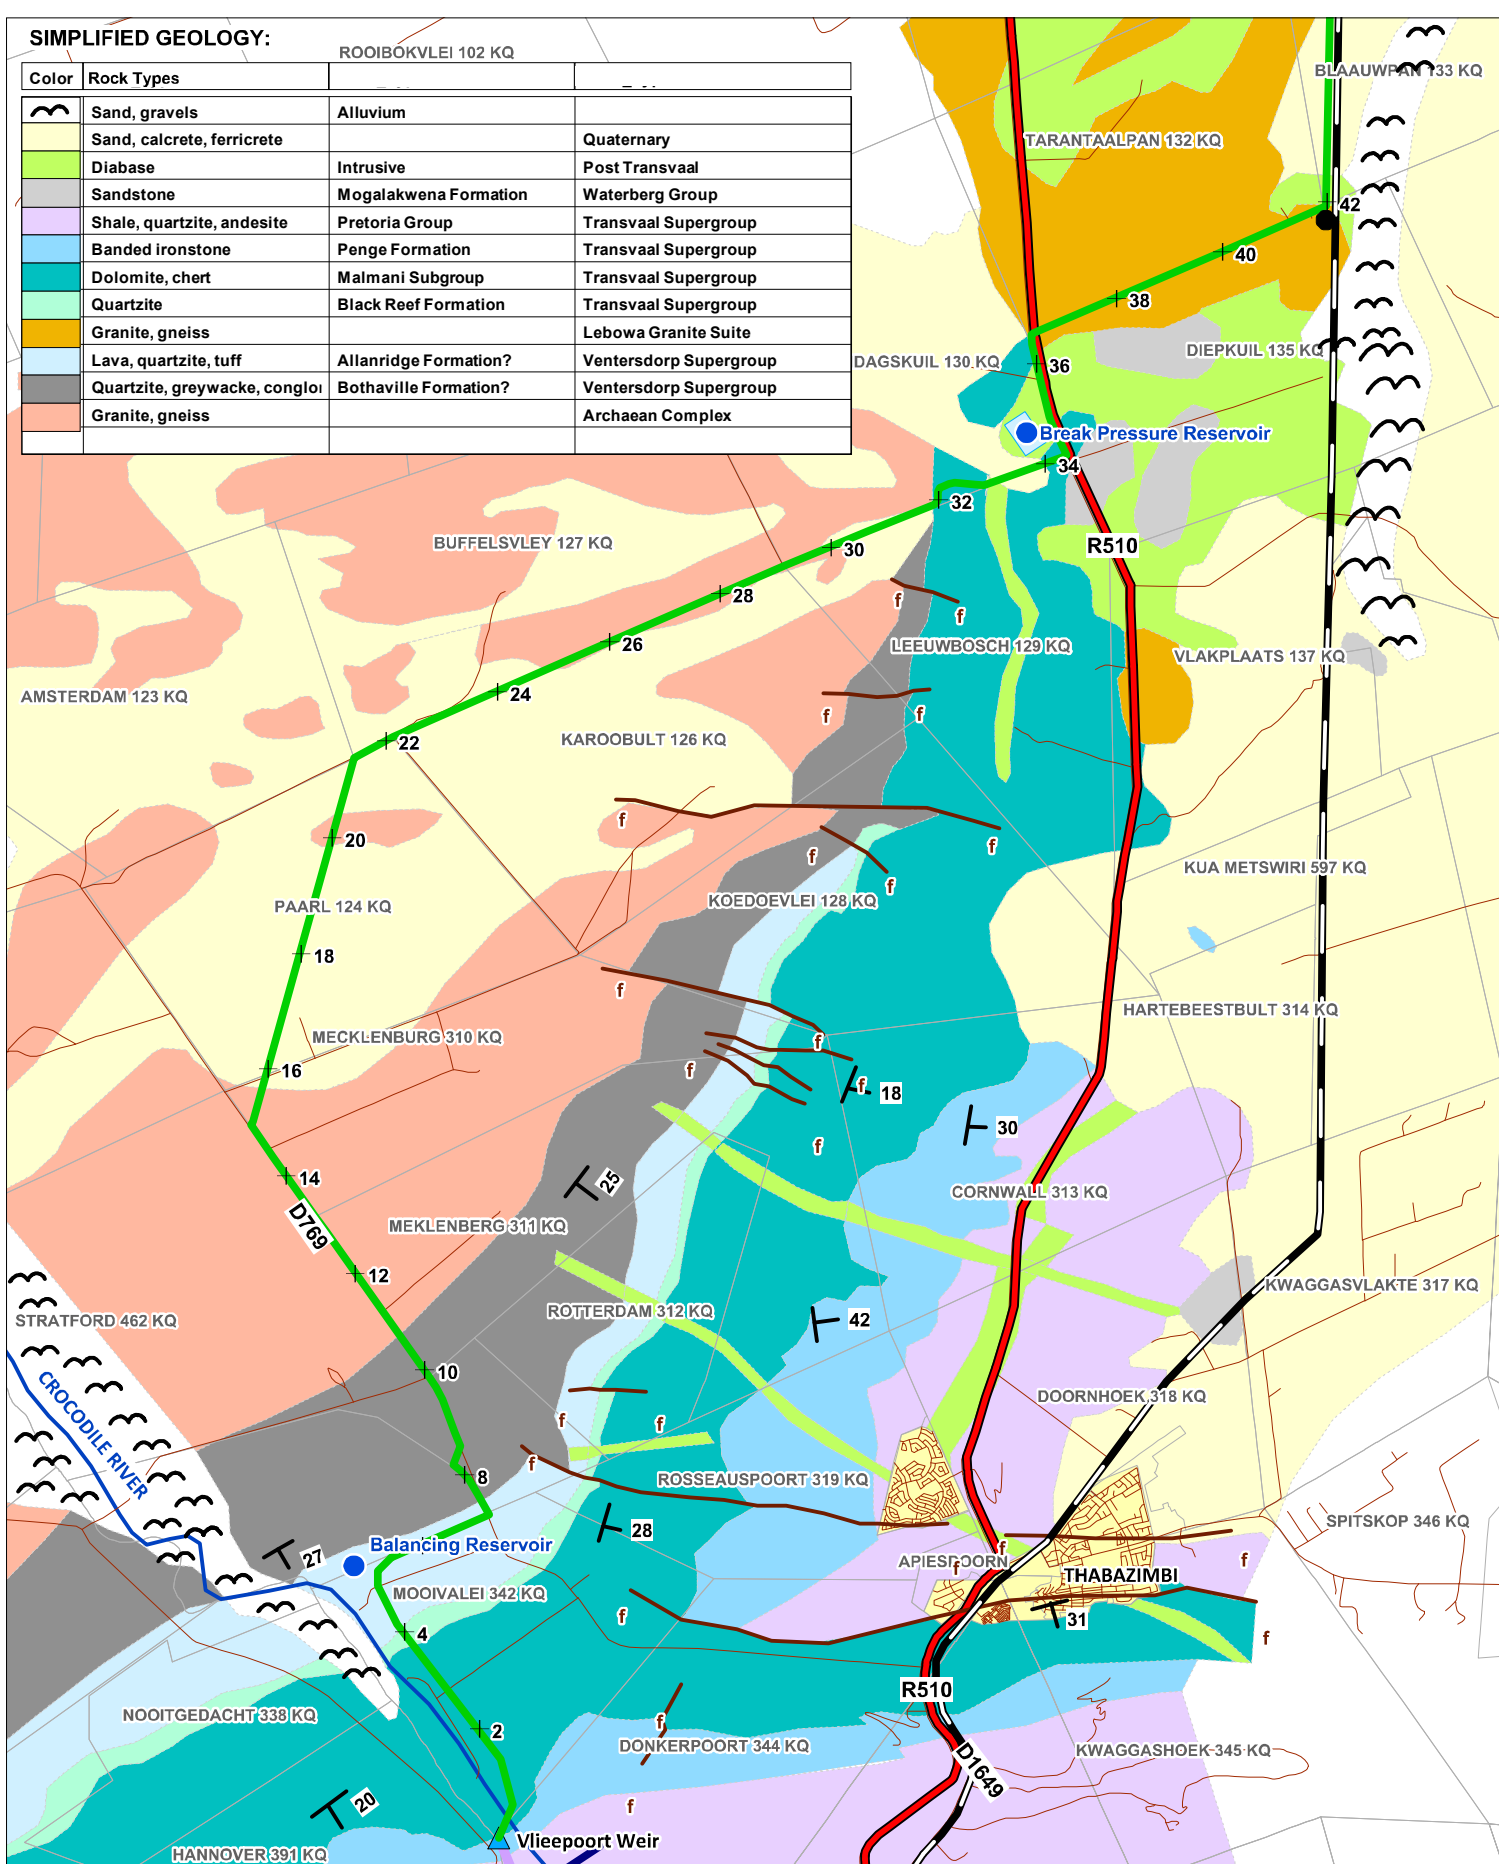 SIMPLIFIED GEOLOGY:
ROOIBOKVLEI 102 KQ
Color Rock Types
Sand, gravels Alluvium
Sand, calcrete, ferricrete Quaternary
Diabase Intrusive Post Transvaal
Sandstone Mogalakwena Formation Waterberg Group
Shale, quartzite, andesite Pretoria Group Transvaal Supergroup
Banded ironstone Penge Formation Transvaal Supergroup
Dolomite, chert Malmani Subgroup Transvaal Supergroup
Quartzite Black Reef Formation Transvaal Supergroup
Granite, gneiss Lebowa Granite Suite
Lava, quartzite, tuff Allanridge Formation? Ventersdorp Supergroup
Quartzite, greywacke, conglo Bothaville Formation? Ventersdorp Supergroup
Granite, gneiss Archaean Complex
BLAAUWPAN 133 KQ
TARANTAALPAN 132 KQ
42
40
38
DIEPKUIL 135 KQ
DAGSKUIL 130 KQ
36
Break Pressure Reservoir
34
32
R510
BUFFELSVLEY 127 KQ
30
28
f
f
26
LEEUWBOSCH 129 KQ
VLAKPLAATS 137 KQ
AMSTERDAM 123 KQ
24
f
f
22
KAROOBULT 126 KQ
f
20
f
f
f
KUA METSWIRI 597 KQ
PAARL 124 KQ
KOEDOEVLEI 128 KQ
18
f
HARTEBEESTBULT 314 KQ
MECKLENBURG 310 KQ
f
16
f
f
18
30
f
14
25
CORNWALL 313 KQ
D769
MEKLENBERG 311 KQ
12
KWAGGASVLAKTE 317 KQ
STRATFORD 462 KQ
ROTTERDAM 312 KQ
42
10
CROCODILE RIVER
DOORNHOEK 318 KQ
f
f
f
8
ROSSEAUSPOORT 319 KQ
28
SPITSKOP 346 KQ
Balancing Reservoir
27
f
APIESDOORN
f
f
THABAZIMBI
MOOIVALEI 342 KQ
f
31
4
f
R510
NOOITGEDACHT 338 KQ
f
2
DONKERPOORT 344 KQ
KWAGGASHOEK 345 KQ
D1649
20
f
Vlieepoort Weir
HANNOVER 391 KQ